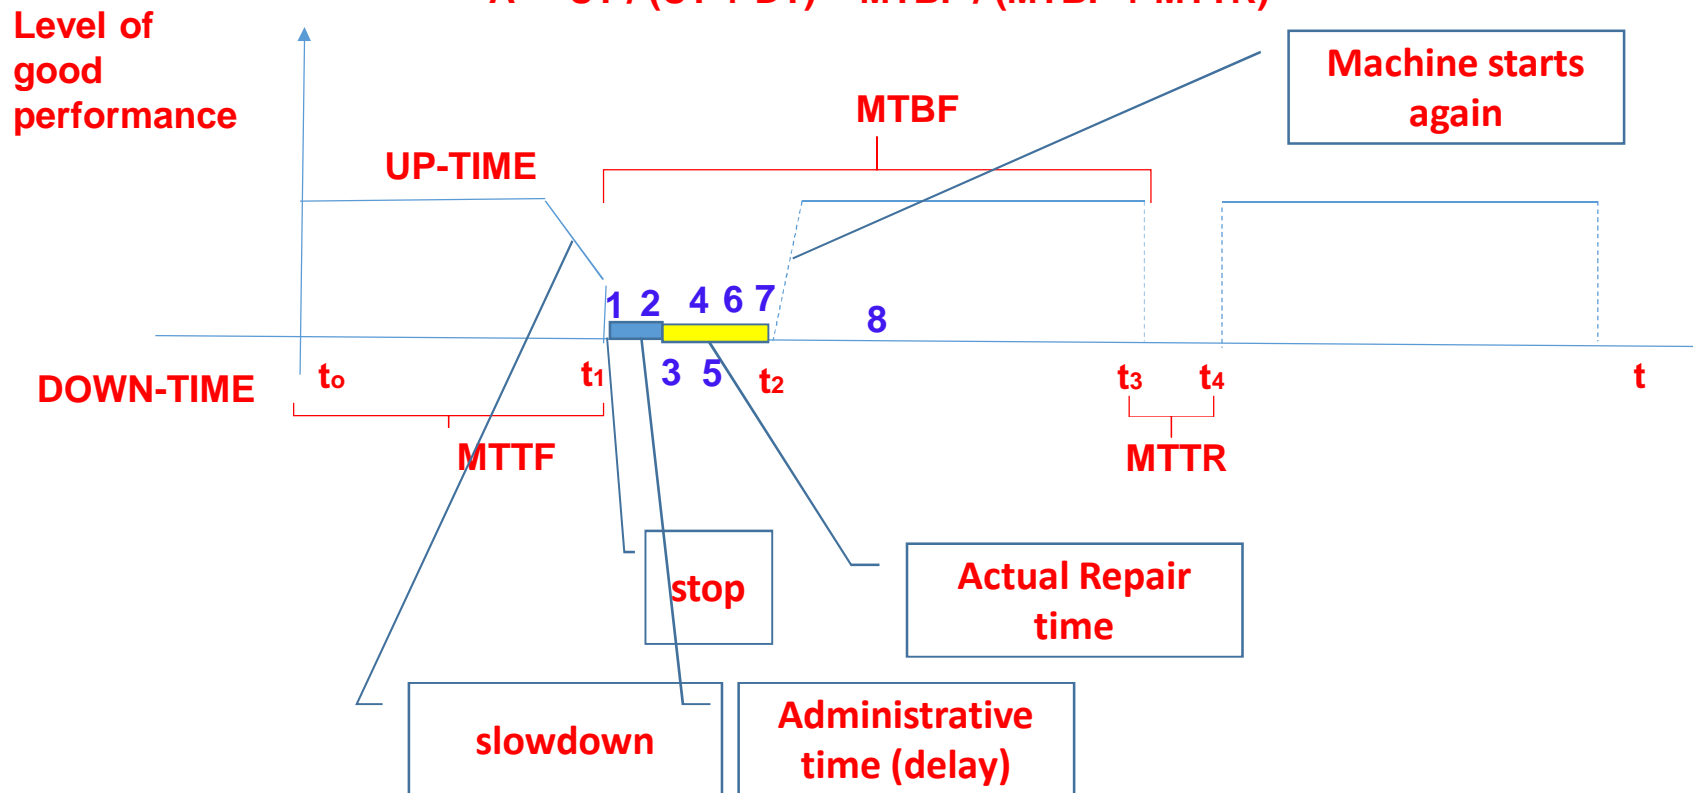 Level of
good
performance
Machine starts
again
MTBF
UP-TIME
1 2 4 6 7
8
DOWN-TIME
to t1 3 5 t2 t3 t4 t
MTTF
MTTR
stop
Actual Repair
time
slowdown
Administrative
time (delay)